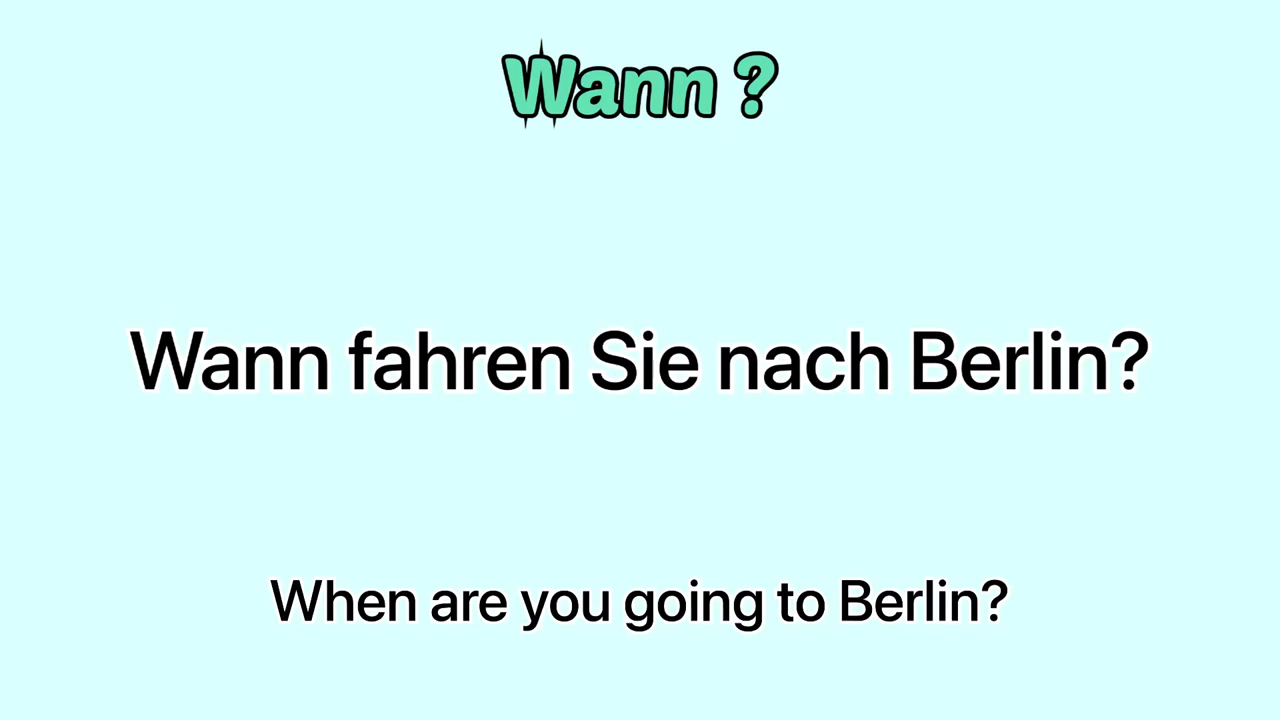 Wann ?
Wann fahren Sie nach Berlin?
When are you going to Berlin?